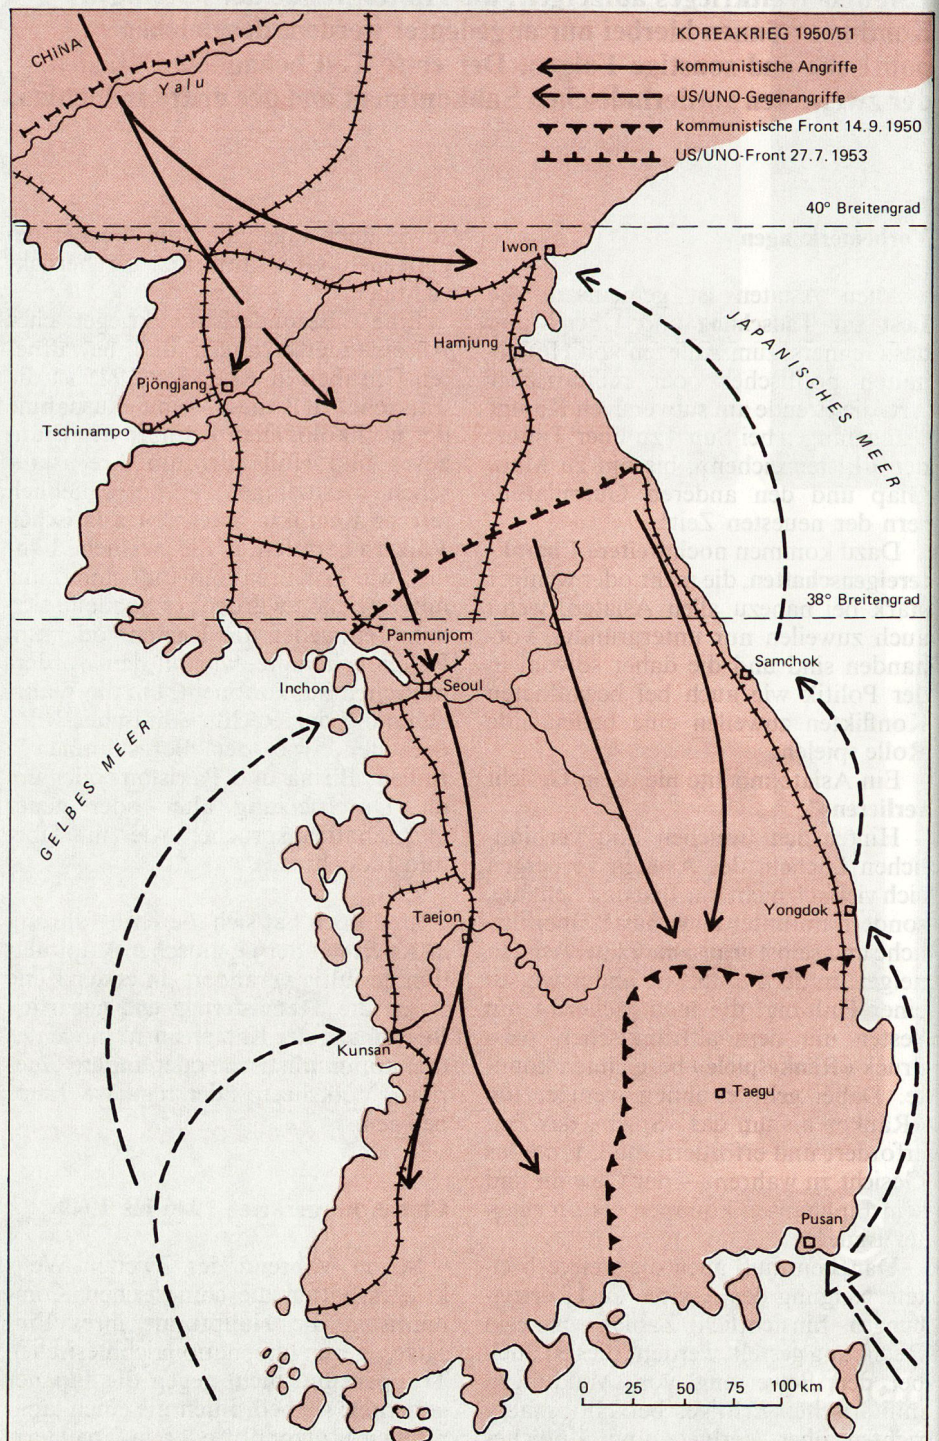 KOREAKRIEG 1950/51
kommunistische Angriffe
US/UNO-Gegenangriffe
kommunistische Front 14.9.1950
US/UNO-Front 27.7.1953
CHINA
Yalu
40° Breitengrad
Iwon
JAPANISCHES MEER
Hamjung
Pjöngjang
Tschinampo
38° Breitengrad
Panmunjom
Samchok
Inchon
Seoul
GELBES MEER
Yongdok
Taejon
Kunsan
Taegu
Pusan
0 25 50 75 100 km